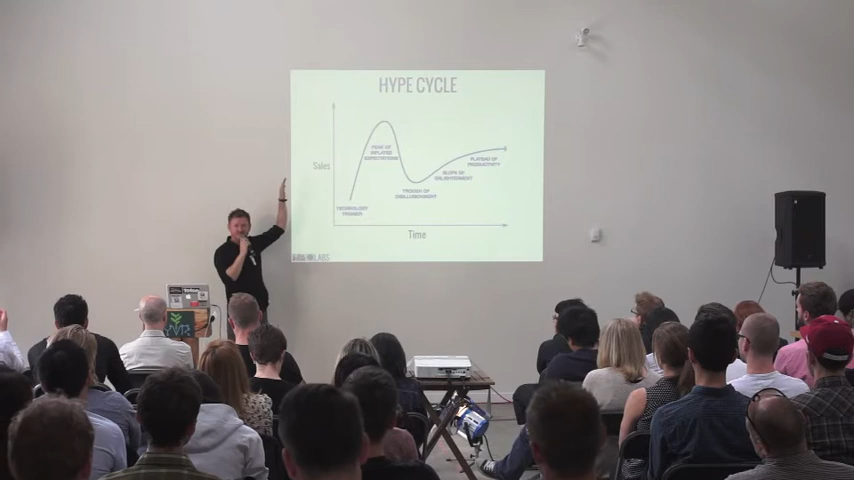 HYPE CYCLE
PEAK OF
INFLATED
EXPECTATIONS
PLATEAU OF
PRODUCTIVITY
Sales
SLOPE OF
ENLIGHTENMENT
TROUGH OF
DISILLUSIONMENT
TECHNOLOGY
TRIGGER
Time
LABS